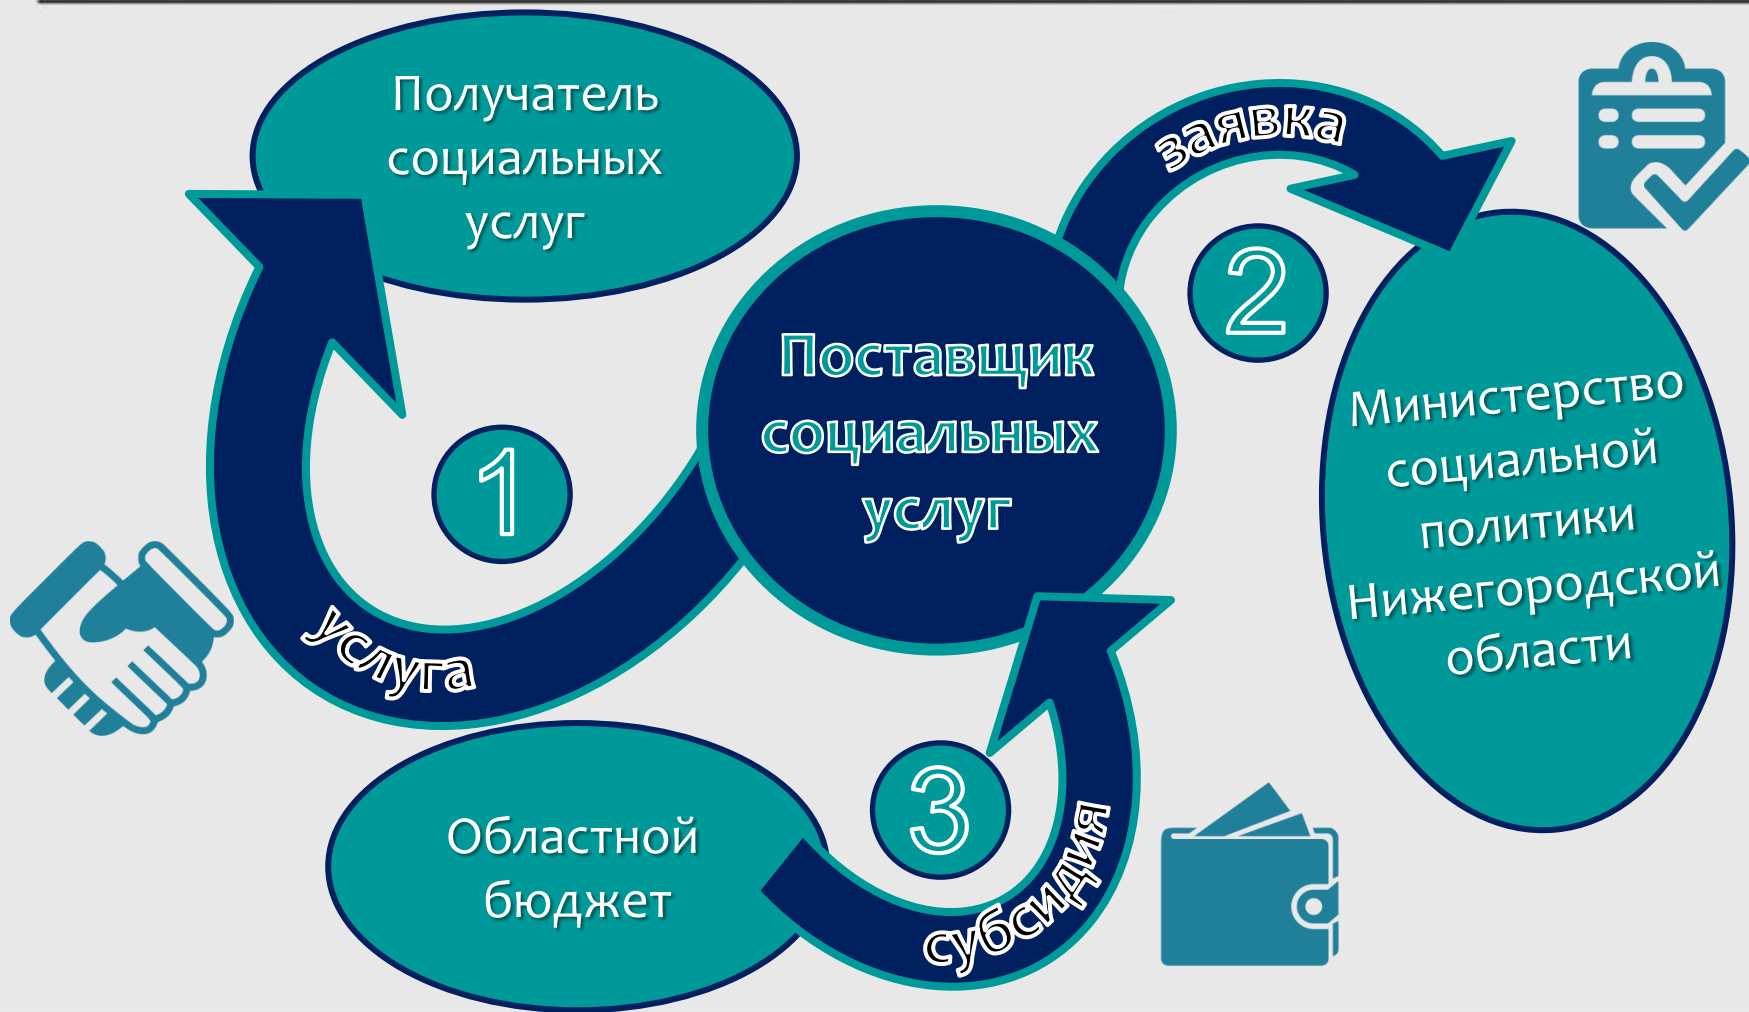 Получатель
социальных
услуг
заявка
2
Поставщик
социальных
услуг
Министерство
социальной
политики
Нижегородской
области
1
услуга
3
Областной
бюджет
субсидия